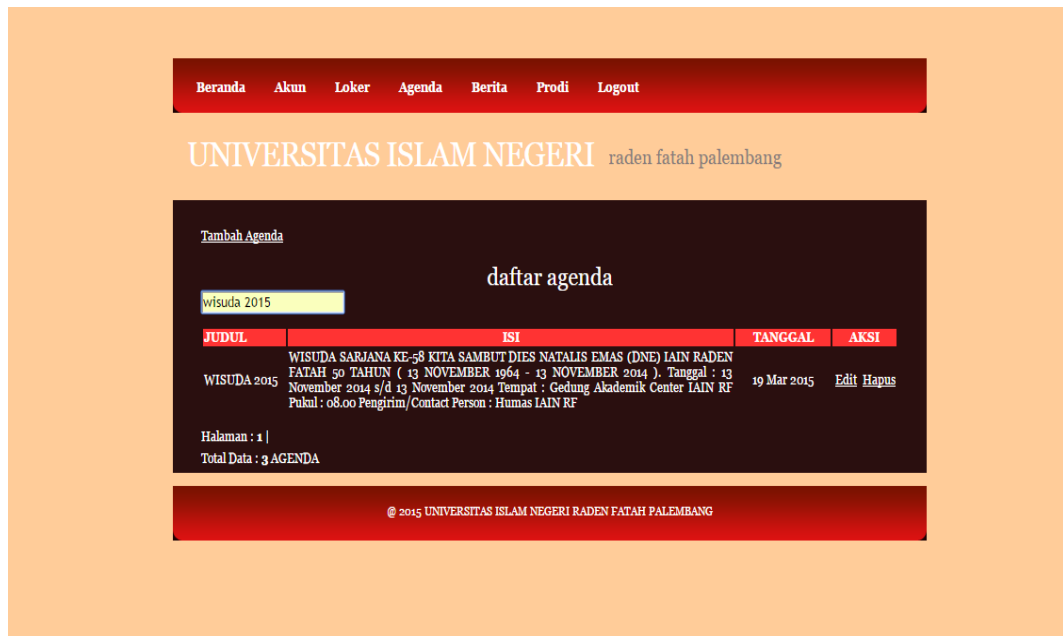 Beranda Akun Loker Agenda Berita Prodi Logout
UNIVERSITAS ISLAM NEGERI raden fatah palembang
Tambah Agenda
daftar agenda
wisuda 2015
JUDUL ISI TANGGAL AKSI
WISUDA 2015 WISUDA SARJANA KE-58 KITA SAMBUT DIES NATALIS EMAS (DNE) IAIN RADEN
FATAH 50 TAHUN ( 13 NOVEMBER 1964 - 13 NOVEMBER 2014 ). Tanggal : 13
November 2014 s/d 13 November 2014 Tempat : Gedung Akademik Center IAIN RF
Pukul : 08.00 Pengirim/Contact Person : Humas IAIN RF
19 Mar 2015 Edit Hapus
Halaman : 1 |
Total Data : 3 AGENDA
@ 2015 UNIVERSITAS ISLAM NEGERI RADEN FATAH PALEMBANG